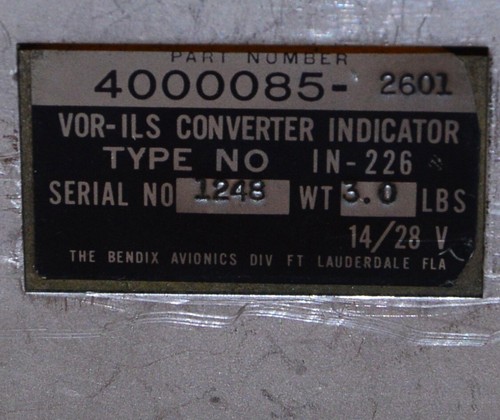 PART NUMBER
4000085- 2601
VOR-ILS CONVERTER INDICATOR
TYPE NO IN-226
SERIAL NO 1248 WT 3.0 LBS
14/28 V
THE BENDIX AVIONICS DIV FT LAUDERDALE FLA